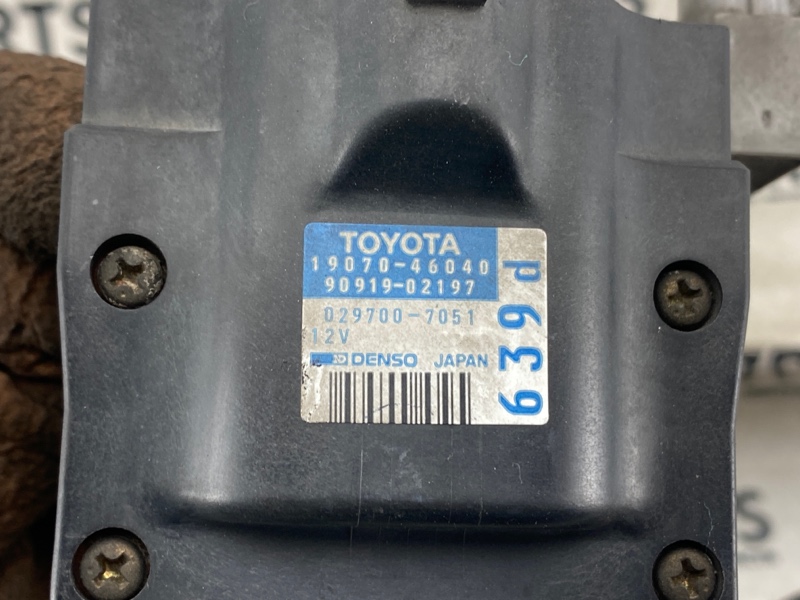 TOYOTA
19070-46040
90919-02197
029700-7051
12V
DENSO JAPAN
639d